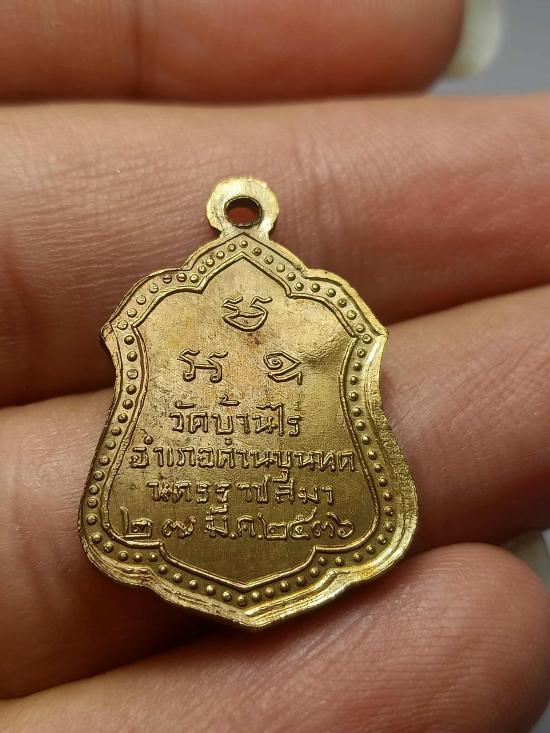 วัดบ้านไร่
อำเภอด่านขุนทด
นครราชสีมา
๒๗ มี.ค.๒๕๓๖